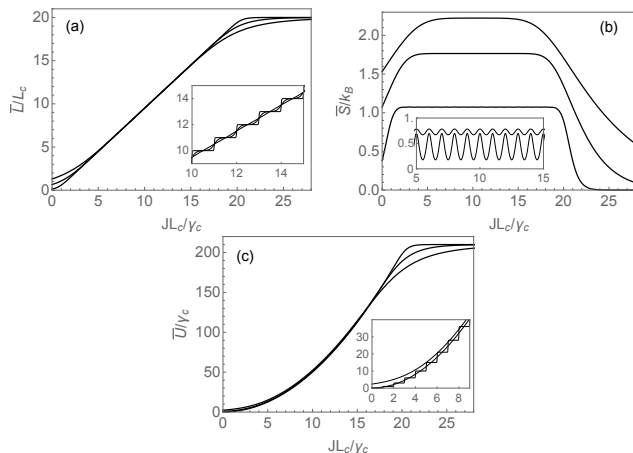 (a)
L̅/L_c
20
15
10
5
0
0 5 10 15 20 25
JL_c/γ_c
14
12
10
10 12 14
(b)
S̅/k_B
2.0
1.5
1.0
0.5
0.0
0 5 10 15 20 25
JL_c/γ_c
1.
0.5
0
5 10 15
(c)
U̅/γ_c
200
150
100
50
0
0 5 10 15 20 25
JL_c/γ_c
30
20
10
0
0 2 4 6 8